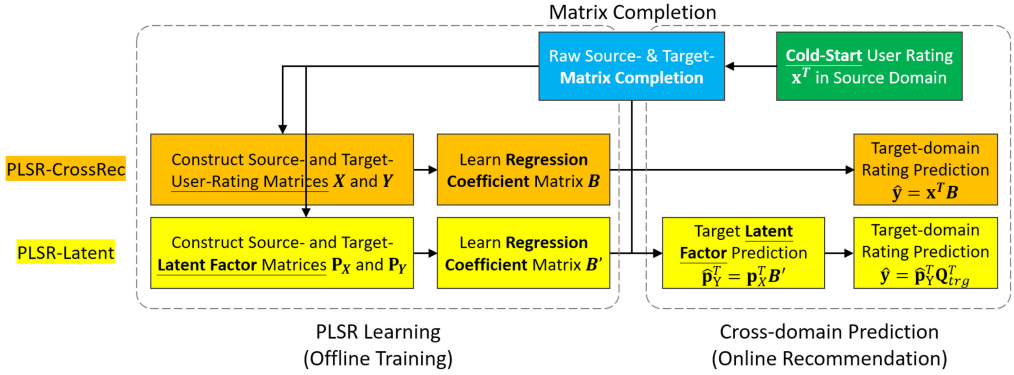 Matrix Completion
Raw Source- & Target-
Matrix Completion
Cold-Start User Rating
x^T in Source Domain
PLSR-CrossRec
Construct Source- and Target-
User-Rating Matrices X and Y
Learn Regression
Coefficient Matrix B
Target-domain
Rating Prediction
ŷ = x^T B
PLSR-Latent
Construct Source- and Target-
Latent Factor Matrices P_X and P_Y
Learn Regression
Coefficient Matrix B'
Target Latent
Factor Prediction
p̂_Y^T = p_X^T B'
Target-domain
Rating Prediction
ŷ = p̂_Y^T Q_trg^T
PLSR Learning
(Offline Training)
Cross-domain Prediction
(Online Recommendation)